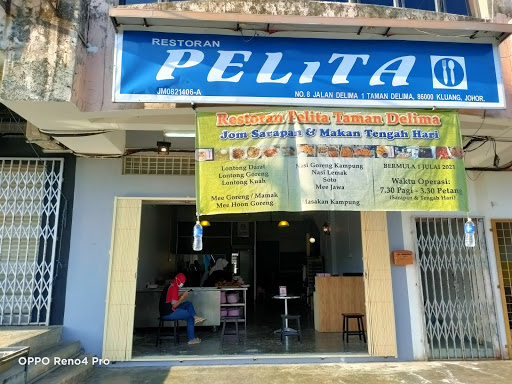 RESTORAN
PELiTA
JM0821406-A
NO. 8 JALAN DELIMA 1 TAMAN DELIMA, 86000 KLUANG, JOHOR.
Restoran Pelita Taman Delima
Jom Sarapan & Makan Tengah Hari
Lontong Darat
Lontong Goreng
Lontong Kuah
Mee Goreng / Mamak
Mee Hoon Goreng
Nasi Goreng Kampung
Nasi Lemak
Soto
Mee Jawa
Masakan Kampung
BERMULA 1 JULAI 2023
Waktu Operasi:
7.30 Pagi - 3.30 Petang
(Sarapan & Tengah Hari)
OPPO Reno4 Pro